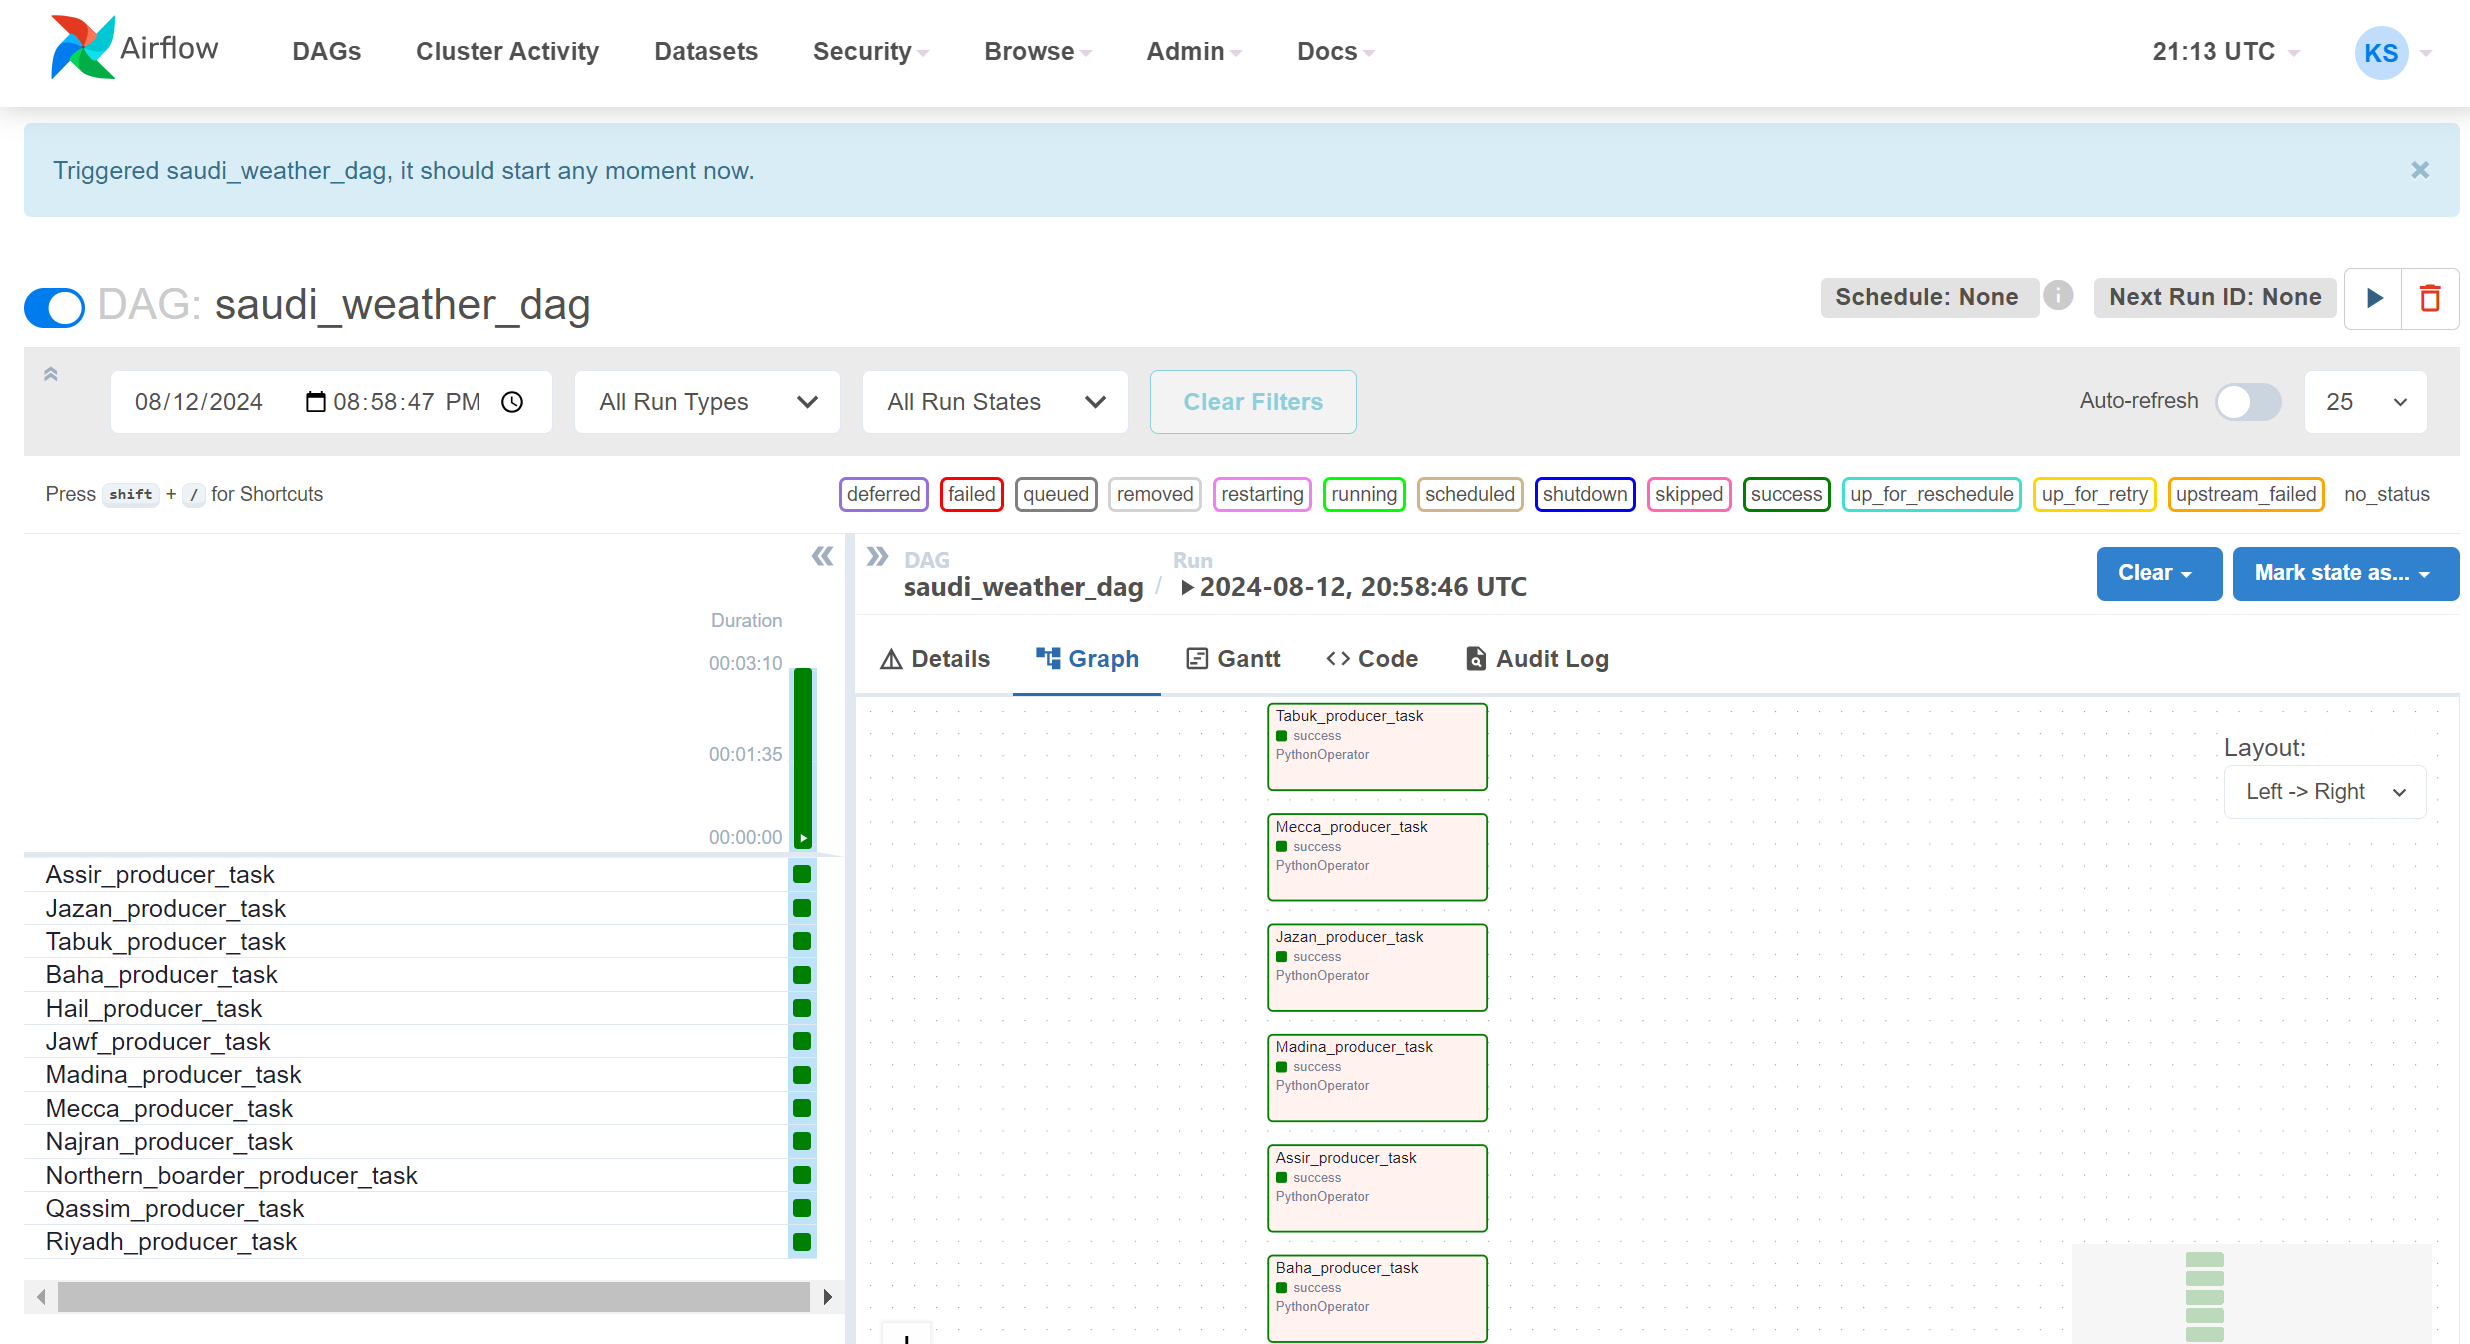 Airflow DAGs Cluster Activity Datasets Security Browse Admin Docs 21:13 UTC KS
Triggered saudi_weather_dag, it should start any moment now. ×
DAG: saudi_weather_dag Schedule: None i Next Run ID: None
08/12/2024 08:58:47 PM All Run Types All Run States Clear Filters Auto-refresh 25
Press shift + / for Shortcuts deferred failed queued removed restarting running scheduled shutdown skipped success up_for_reschedule up_for_retry upstream_failed no_status
DAG Run
saudi_weather_dag / 2024-08-12, 20:58:46 UTC Clear Mark state as...
Duration
00:03:10
00:01:35
00:00:00
Assir_producer_task
Jazan_producer_task
Tabuk_producer_task
Baha_producer_task
Hail_producer_task
Jawf_producer_task
Madina_producer_task
Mecca_producer_task
Najran_producer_task
Northern_boarder_producer_task
Qassim_producer_task
Riyadh_producer_task
Details Graph Gantt Code Audit Log
Layout:
Left -> Right
Tabuk_producer_task
success
PythonOperator
Mecca_producer_task
success
PythonOperator
Jazan_producer_task
success
PythonOperator
Madina_producer_task
success
PythonOperator
Assir_producer_task
success
PythonOperator
Baha_producer_task
success
PythonOperator